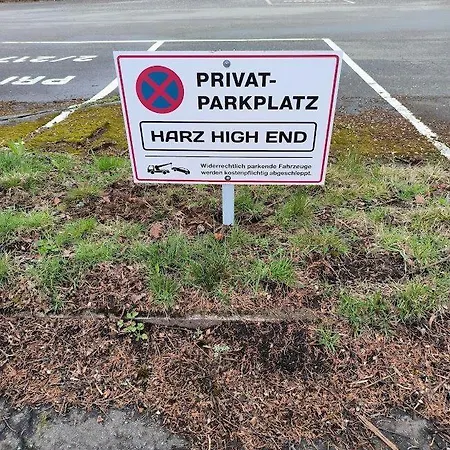 PRIVAT-
PARKPLATZ
HARZ HIGH END
Widerrechtlich parkende Fahrzeuge
werden kostenpflichtig abgeschleppt.
PRI